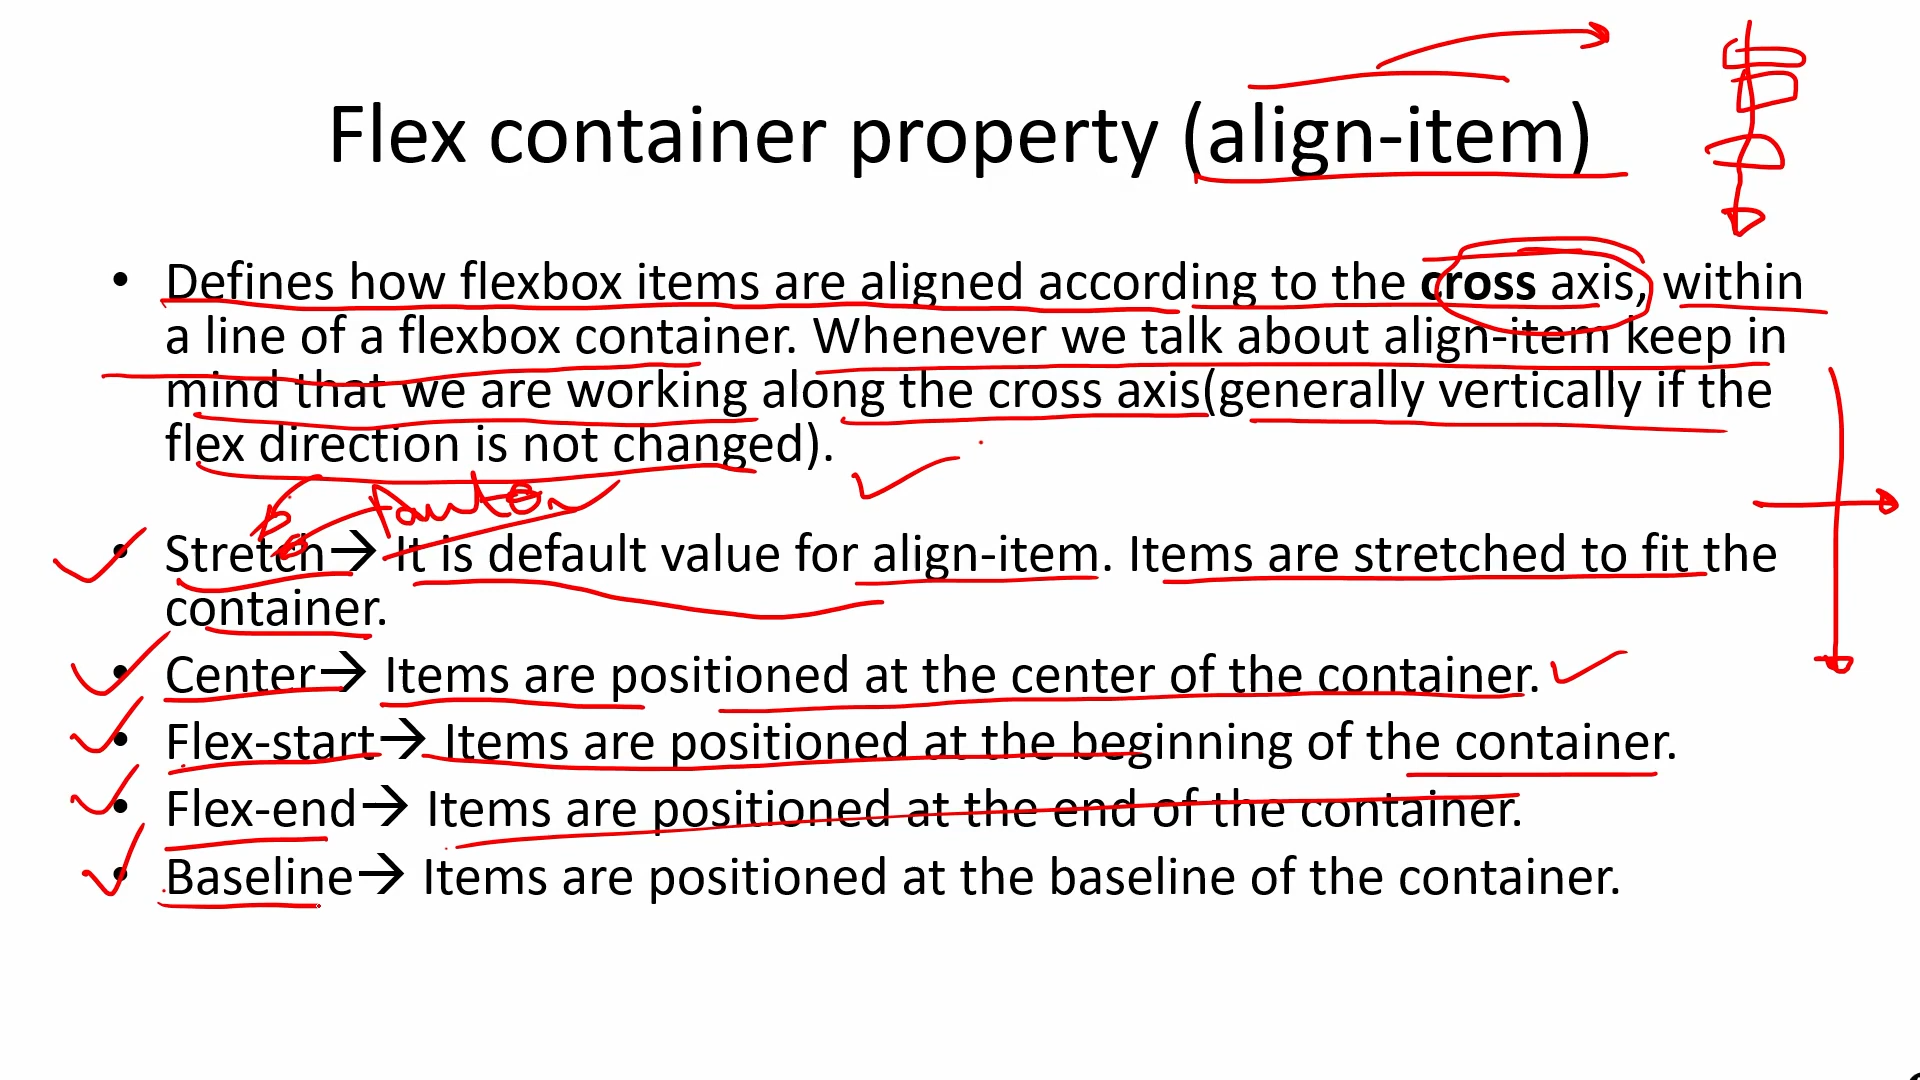 Flex container property (align-item)
• Defines how flexbox items are aligned according to the cross axis, within
a line of a flexbox container. Whenever we talk about align-item keep in
mind that we are working along the cross axis(generally vertically if the
flex direction is not changed).
• Stretch→ It is default value for align-item. Items are stretched to fit the
container.
• Center→ Items are positioned at the center of the container.
• Flex-start→ Items are positioned at the beginning of the container.
• Flex-end→ Items are positioned at the end of the container.
• Baseline→ Items are positioned at the baseline of the container.